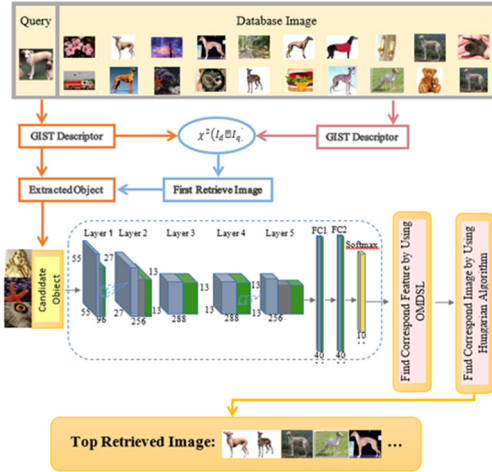 Query
Database Image
GIST Descriptor
χ²(I_d ⍰ I_q
GIST Descriptor
Extracted Object
First Retrieve Image
Layer 1
Layer 2
Layer 3
Layer 4
Layer 5
FC1
FC2
Softmax
Candidate
Object
55
27
13
13
13
55
96
27
256
13
288
13
288
13
256
40
40
10
Find Correspond Feature by Using
OMDSL
Find Correspond Image by Using
Hungarian Algorithm
Top Retrieved Image:
...